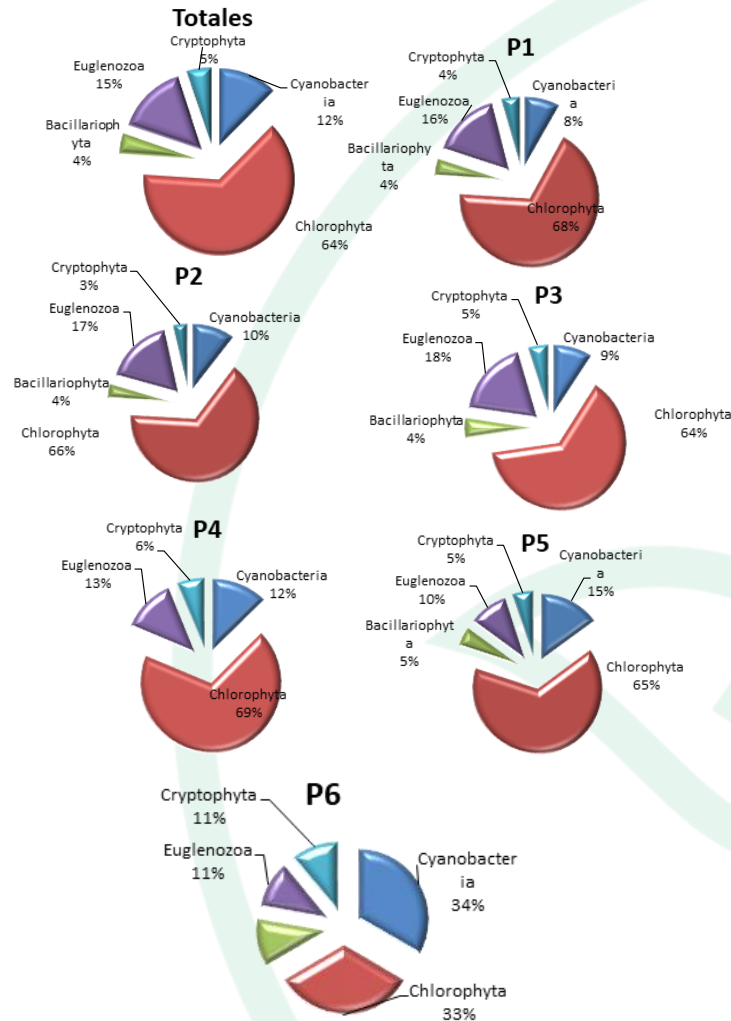 Totales
Cryptophyta
5%
Euglenozoa
15%
Cyanobacter
ia
12%
Bacillarioph
yta
4%
Chlorophyta
64%
P1
Cryptophyta
4%
Cyanobacteri
a
8%
Euglenozoa
16%
Bacillariophy
ta
4%
Chlorophyta
68%
P2
Cryptophyta
3%
Euglenozoa
17%
Cyanobacteria
10%
Bacillariophyta
4%
Chlorophyta
66%
P3
Cryptophyta
5%
Euglenozoa
18%
Cyanobacteria
9%
Bacillariophyta
4%
Chlorophyta
64%
P4
Cryptophyta
6%
Euglenozoa
13%
Cyanobacteria
12%
Chlorophyta
69%
P5
Cryptophyta
5%
Cyanobacteri
a
15%
Euglenozoa
10%
Bacillariophyt
a
5%
Chlorophyta
65%
P6
Cryptophyta
11%
Euglenozoa
11%
Cyanobacter
ia
34%
Chlorophyta
33%